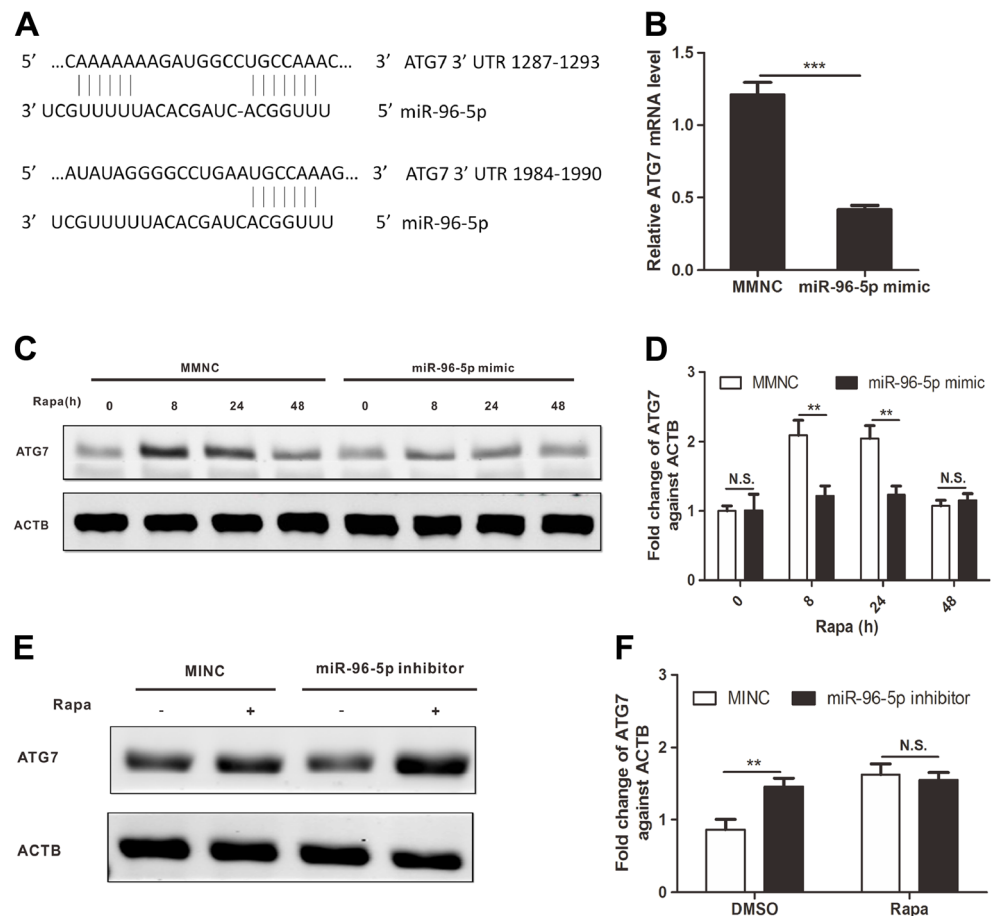 A
5’ ...CAAAAAAAGAUGGCCUGCCAAAC... 3’ ATG7 3’ UTR 1287-1293
3’ UCGUUUUUACACGAUC-ACGGUUU 5’ miR-96-5p
5’ ...AUAUAGGGGCCUGAAUGCCAAAG... 3’ ATG7 3’ UTR 1984-1990
3’ UCGUUUUUACACGAUCACGGUUU 5’ miR-96-5p
B
Relative ATG7 mRNA level
1.5
1.0
0.5
0.0
***
MMNC miR-96-5p mimic
C
MMNC miR-96-5p mimic
Rapa(h) 0 8 24 48 0 8 24 48
ATG7
ACTB
D
Fold change of ATG7
against ACTB
3
2
1
0
MMNC miR-96-5p mimic
N.S. ** ** N.S.
0 8 24 48
Rapa (h)
E
MINC miR-96-5p inhibitor
Rapa - + - +
ATG7
ACTB
F
Fold change of ATG7
against ACTB
3
2
1
0
MINC miR-96-5p inhibitor
** N.S.
DMSO Rapa